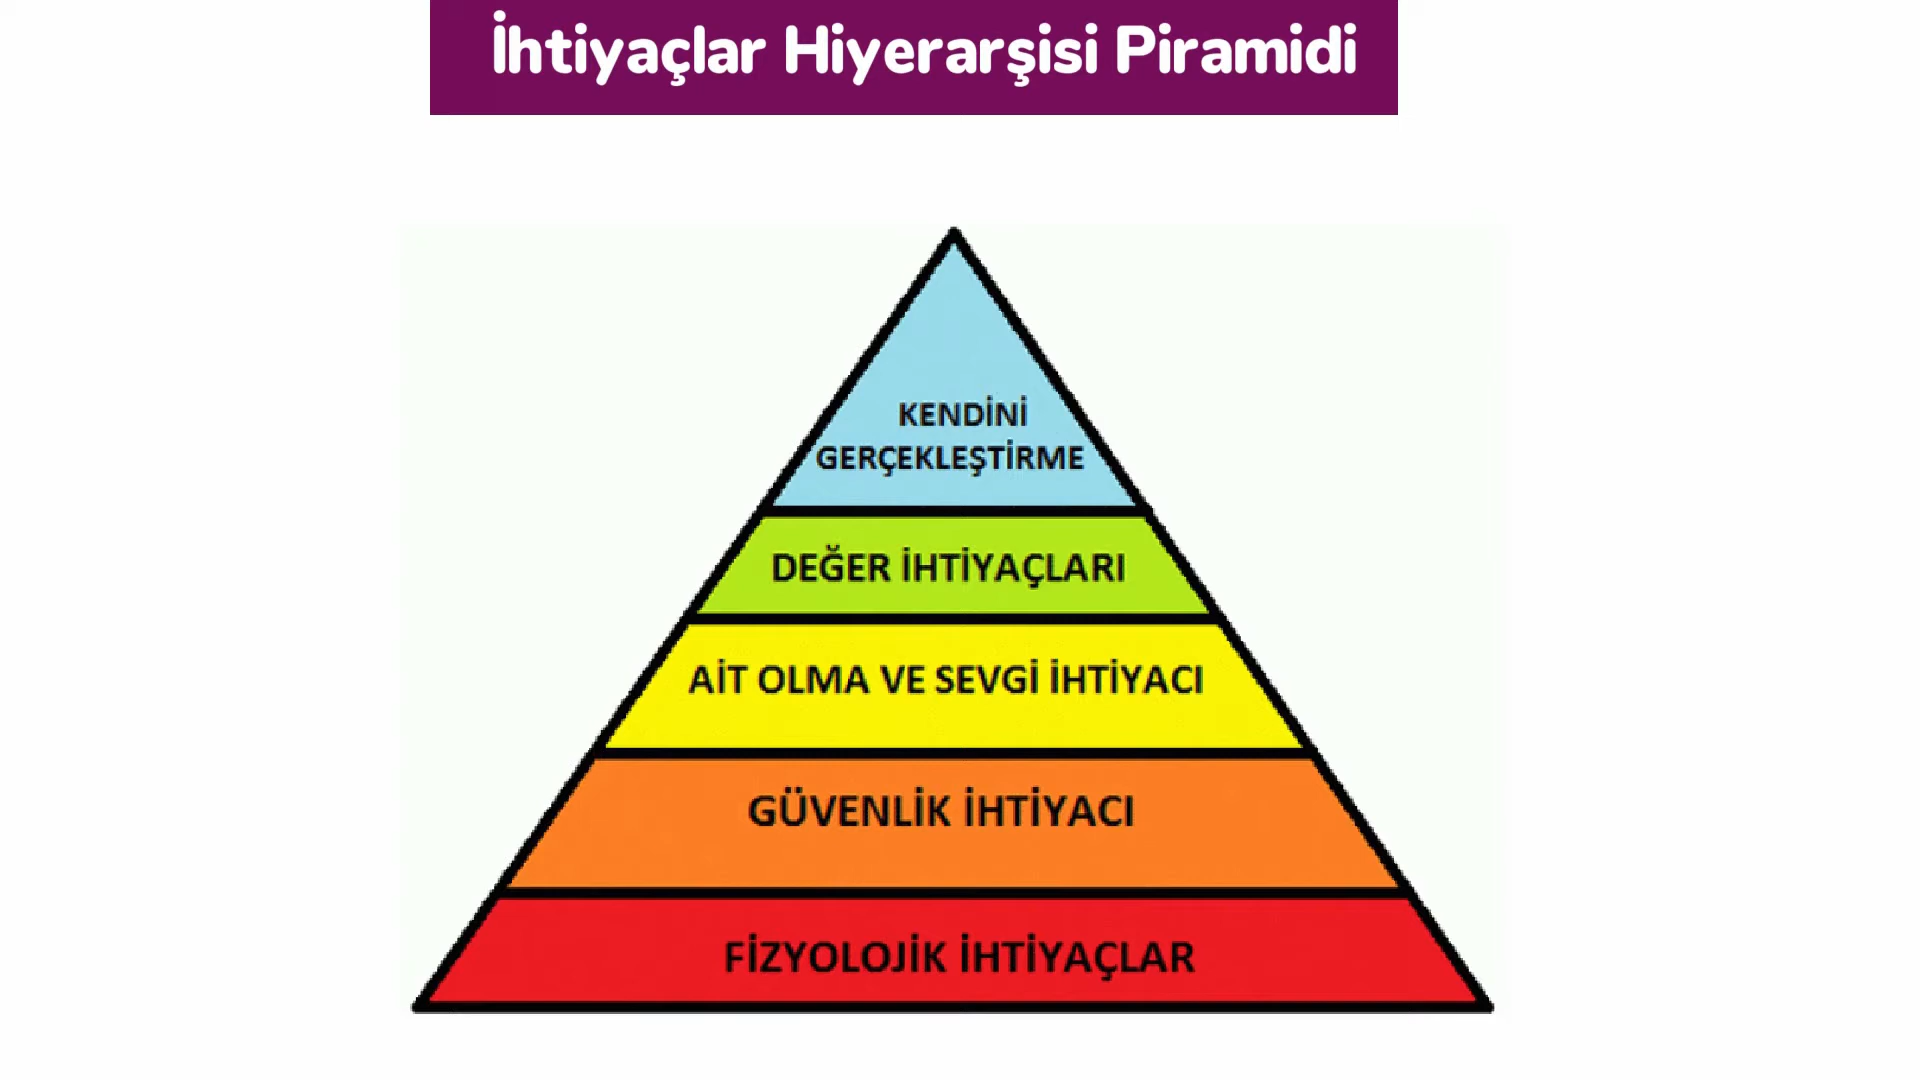 İhtiyaçlar Hiyerarşisi Piramidi
KENDİNİ
GERÇEKLEŞTİRME
DEĞER İHTİYAÇLARI
AİT OLMA VE SEVGİ İHTİYACI
GÜVENLİK İHTİYACI
FİZYOLOJİK İHTİYAÇLAR